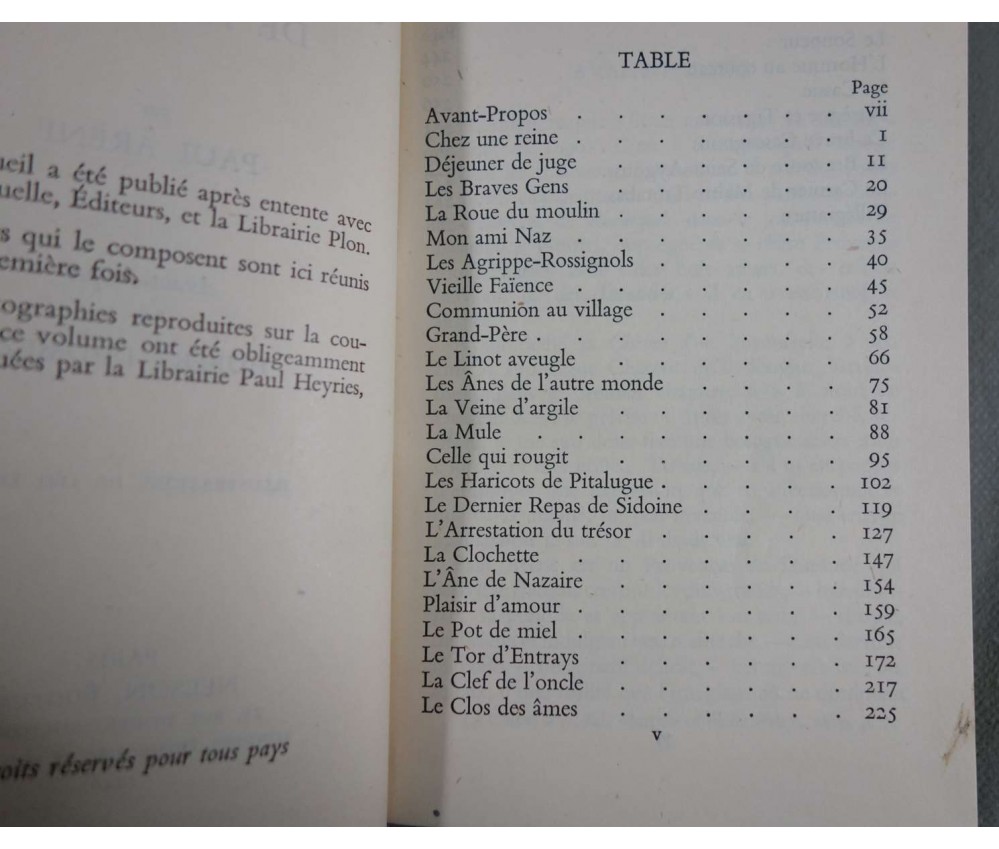 ueil a été publié après entente avec
uelle, Éditeurs, et la Librairie Plon.
s qui le composent sont ici réunis
emière fois.
ographies reproduites sur la cou-
ce volume ont été obligeamment
uées par la Librairie Paul Heyries,
oits réservés pour tous pays
TABLE
Page
Avant-Propos . . . . . . vii
Chez une reine . . . . . . 1
Déjeuner de juge . . . . . . 11
Les Braves Gens . . . . . 20
La Roue du moulin . . . . . 29
Mon ami Naz . . . . . . 35
Les Agrippe-Rossignols . . . . . 40
Vieille Faïence . . . . . 45
Communion au village . . . . . 52
Grand-Père . . . . . . . 58
Le Linot aveugle . . . . . 66
Les Ânes de l'autre monde . . . . 75
La Veine d'argile . . . . . 81
La Mule . . . . . . . 88
Celle qui rougit . . . . . 95
Les Haricots de Pitalugue . . . . . 102
Le Dernier Repas de Sidoine . . . . 119
L'Arrestation du trésor . . . . . 127
La Clochette . . . . . . 147
L'Âne de Nazaire . . . . . . 154
Plaisir d'amour . . . . . . . 159
Le Pot de miel . . . . . . . 165
Le Tor d'Entrays . . . . . . 172
La Clef de l'oncle . . . . . . 217
Le Clos des âmes . . . . . . 225
v